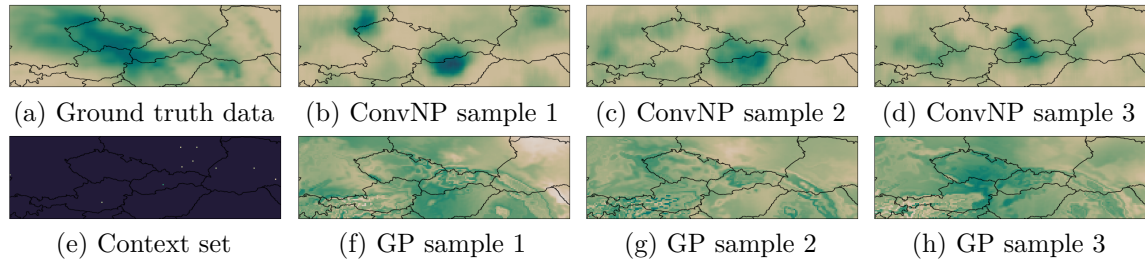 (a) Ground truth data
(b) ConvNP sample 1
(c) ConvNP sample 2
(d) ConvNP sample 3
(e) Context set
(f) GP sample 1
(g) GP sample 2
(h) GP sample 3